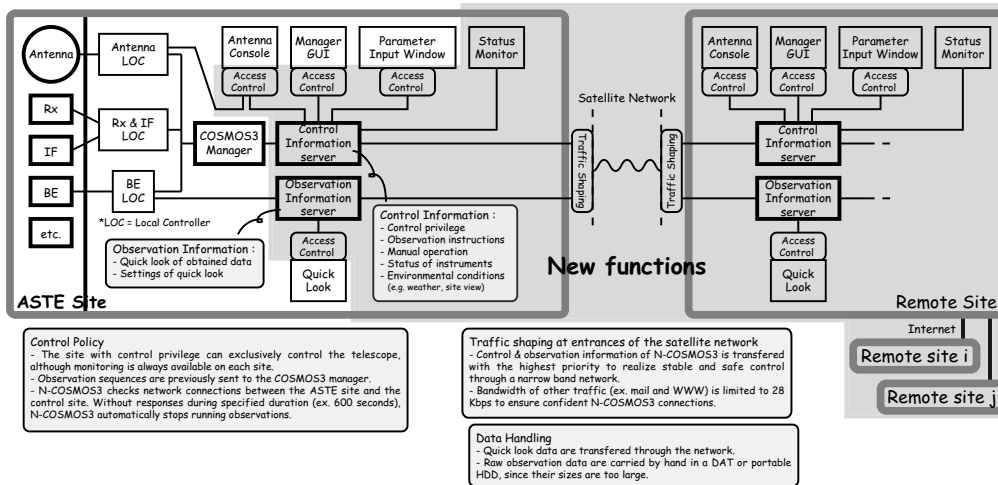 Antenna
Antenna
LOC
Rx
IF
Rx & IF
LOC
BE
BE
LOC
etc.
*LOC = Local Controller
COSMOS3
Manager
Antenna
Console
Access
Control
Manager
GUI
Access
Control
Parameter
Input Window
Access
Control
Status
Monitor
Control
Information
server
Observation
Information
server
Access
Control
Quick
Look
Observation Information :
- Quick look of obtained data
- Settings of quick look
Control Information :
- Control privilege
- Observation instructions
- Manual operation
- Status of instruments
- Environmental conditions
(e.g. weather, site view)
ASTE Site
Satellite Network
Traffic Shaping
Traffic Shaping
New functions
Antenna
Console
Access
Control
Manager
GUI
Access
Control
Parameter
Input Window
Access
Control
Status
Monitor
Control
Information
server
Observation
Information
server
Access
Control
Quick
Look
Remote Site
Internet
Remote site i
Remote site j
Control Policy
- The site with control privilege can exclusively control the telescope,
although monitoring is always available on each site.
- Observation sequences are previously sent to the COSMOS3 manager.
- N-COSMOS3 checks network connections between the ASTE site and
the control site. Without responses during specified duration (ex. 600 seconds),
N-COSMOS3 automatically stops running observations.
Traffic shaping at entrances of the satellite network
- Control & observation information of N-COSMOS3 is transfered
with the highest priority to realize stable and safe control
through a narrow band network.
- Bandwidth of other traffic (ex. mail and WWW) is limited to 28
Kbps to ensure confident N-COSMOS3 connections.
Data Handling
- Quick look data are transfered through the network.
- Raw observation data are carried by hand in a DAT or portable
HDD, since their sizes are too large.